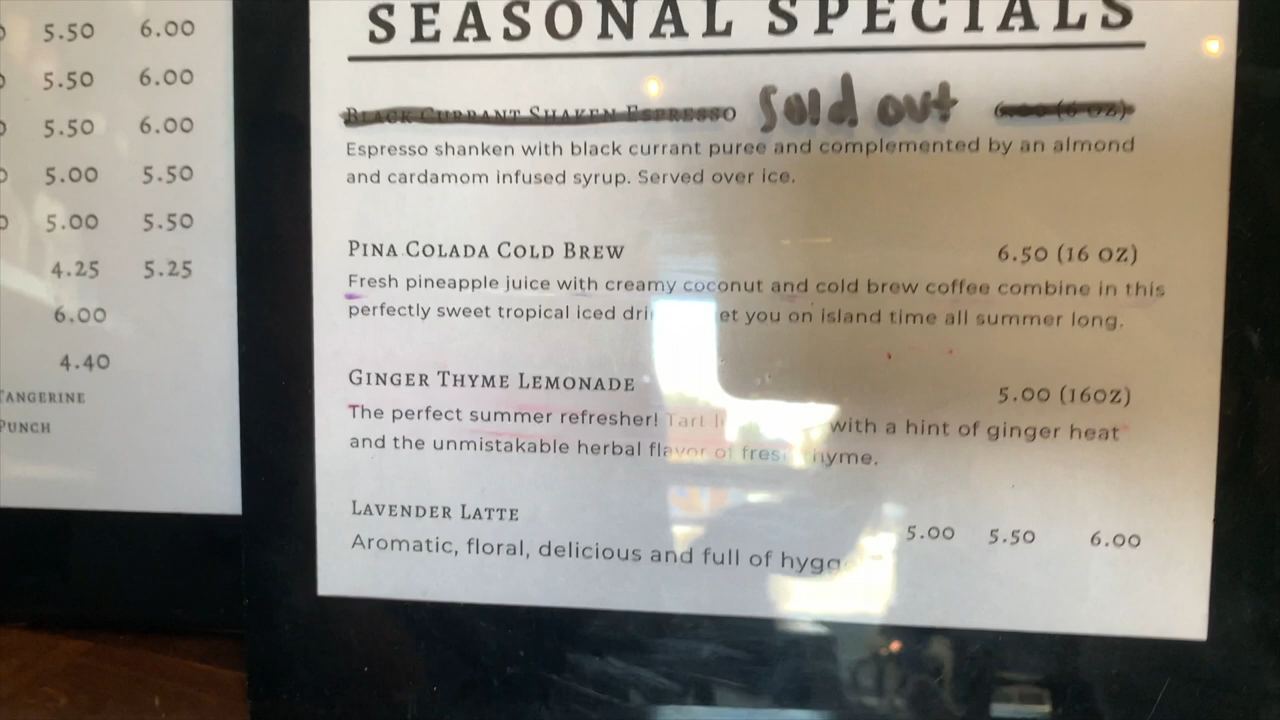 5.50 6.00
5.50 6.00
5.50 6.00
5.00 5.50
5.00 5.50
4.25 5.25
6.00
4.40
TANGERINE
PUNCH
SEASONAL SPECIALS
BLACK CURRANT SHAKEN ESPRESSO Sold out 6.00 (6 OZ)
Espresso shanken with black currant puree and complemented by an almond
and cardamom infused syrup. Served over ice.
PINA COLADA COLD BREW 6.50 (16 OZ)
Fresh pineapple juice with creamy coconut and cold brew coffee combine in this
perfectly sweet tropical iced you on island time all summer long.
GINGER THYME LEMONADE 5.00 (16OZ)
The perfect summer refresher! Tart with a hint of ginger heat
and the unmistakable herbal flavor of fresh thyme.
LAVENDER LATTE 5.00 5.50 6.00
Aromatic, floral, delicious and full of